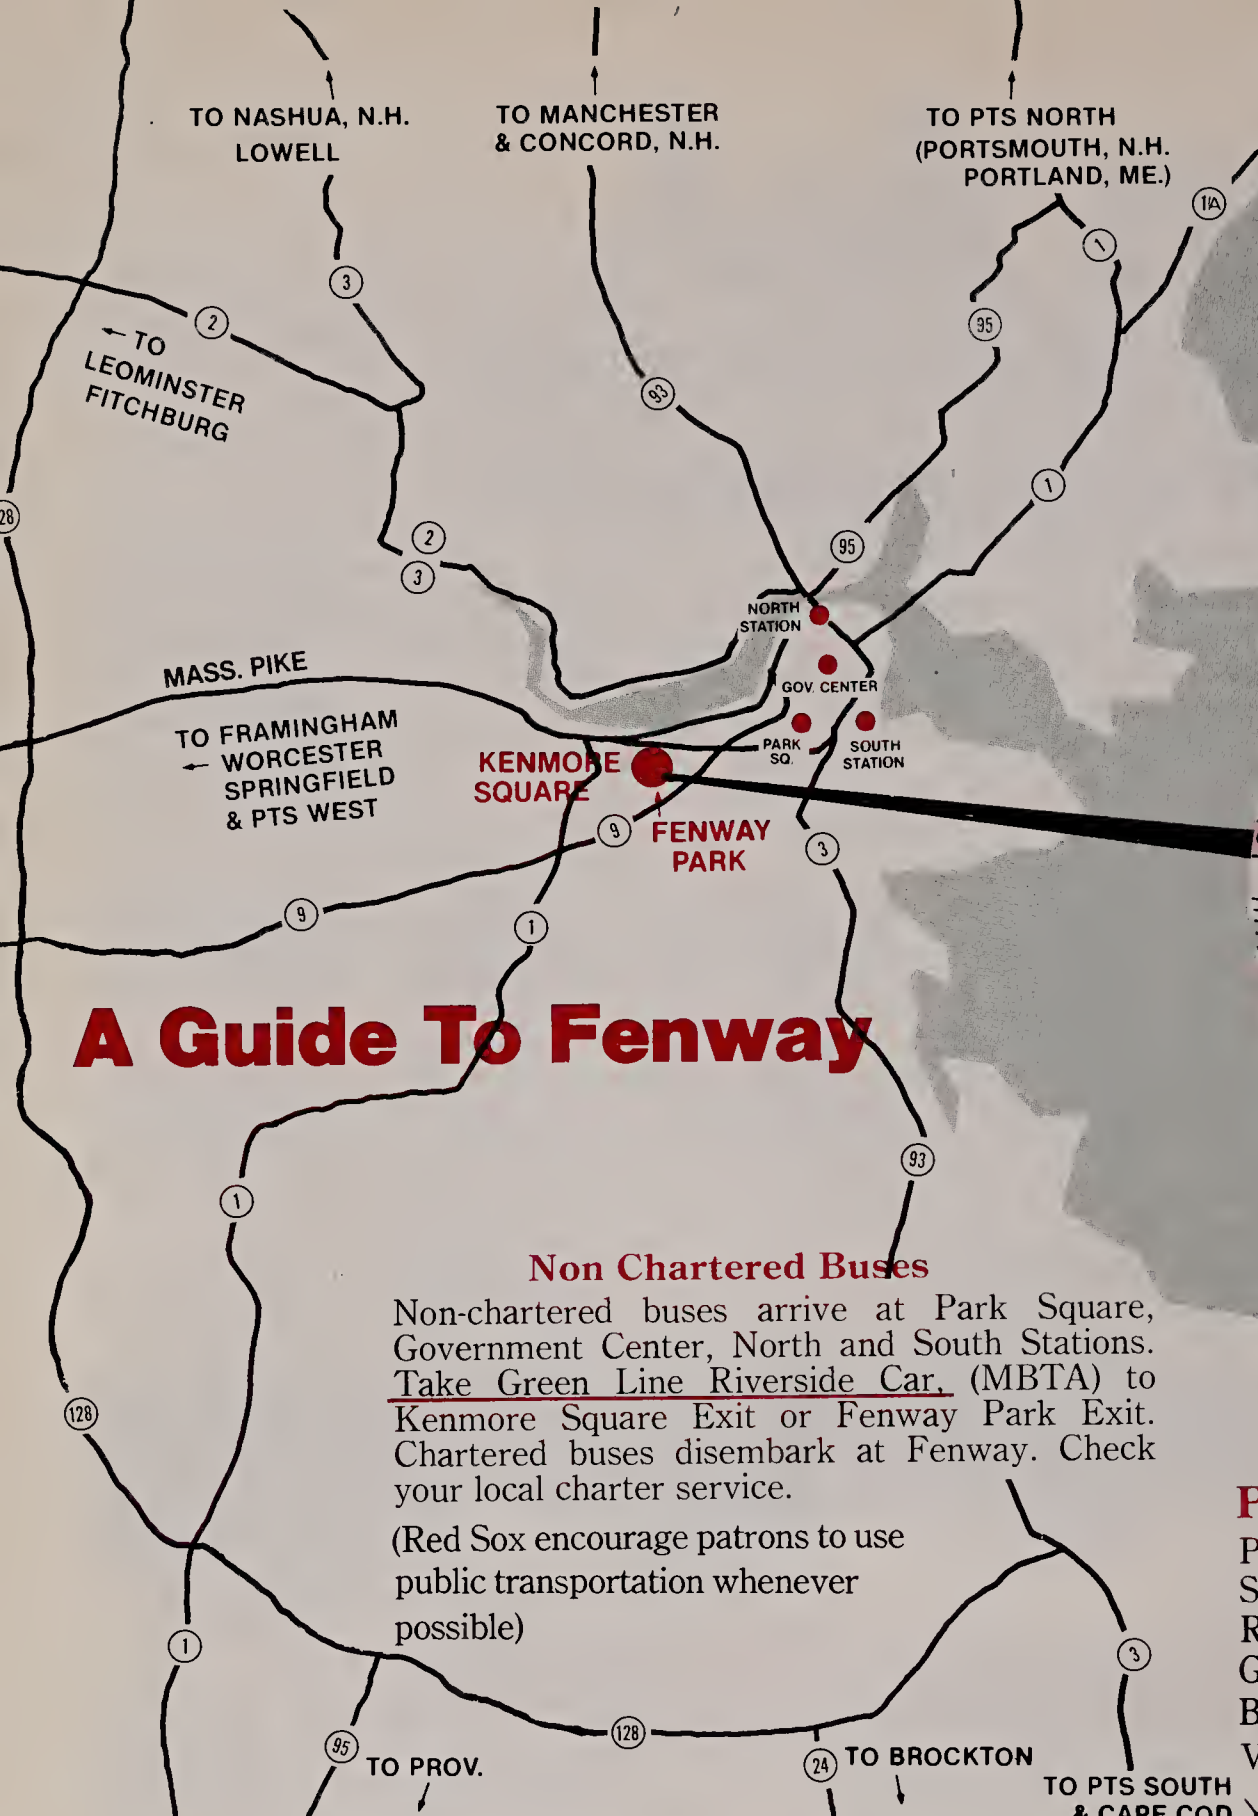 TO NASHUA, N.H.
LOWELL
TO MANCHESTER
& CONCORD, N.H.
TO PTS NORTH
(PORTSMOUTH, N.H.
PORTLAND, ME.)
1A
1
3
2
95
← TO
LEOMINSTER
FITCHBURG
93
1
28
2
3
95
NORTH
STATION
MASS. PIKE
GOV. CENTER
TO FRAMINGHAM
← WORCESTER
SPRINGFIELD
& PTS WEST
KENMORE
SQUARE
PARK
SQ.
SOUTH
STATION
9
FENWAY
PARK
3
9
1
A Guide To Fenway
93
1
Non Chartered Buses
Non-chartered buses arrive at Park Square,
Government Center, North and South Stations.
Take Green Line Riverside Car, (MBTA) to
Kenmore Square Exit or Fenway Park Exit.
Chartered buses disembark at Fenway. Check
your local charter service.
(Red Sox encourage patrons to use
public transportation whenever
possible)
128
1
3
95
TO PROV.
128
24
TO BROCKTON
TO PTS SOUTH
& CAPE COD
P
P
S
R
G
B
V